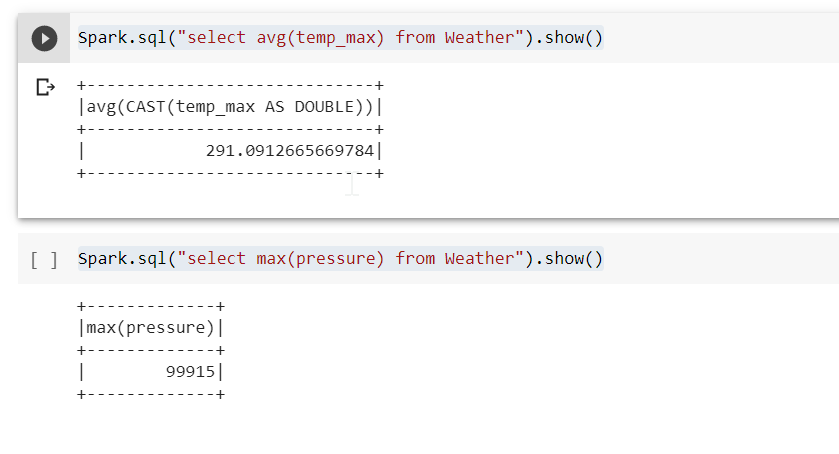 Spark.sql("select avg(temp_max) from Weather").show()
+----------------------------+
|avg(CAST(temp_max AS DOUBLE))|
+----------------------------+
|            291.0912665669784|
+----------------------------+
[ ] Spark.sql("select max(pressure) from Weather").show()
+-------------+
|max(pressure)|
+-------------+
|        99915|
+-------------+